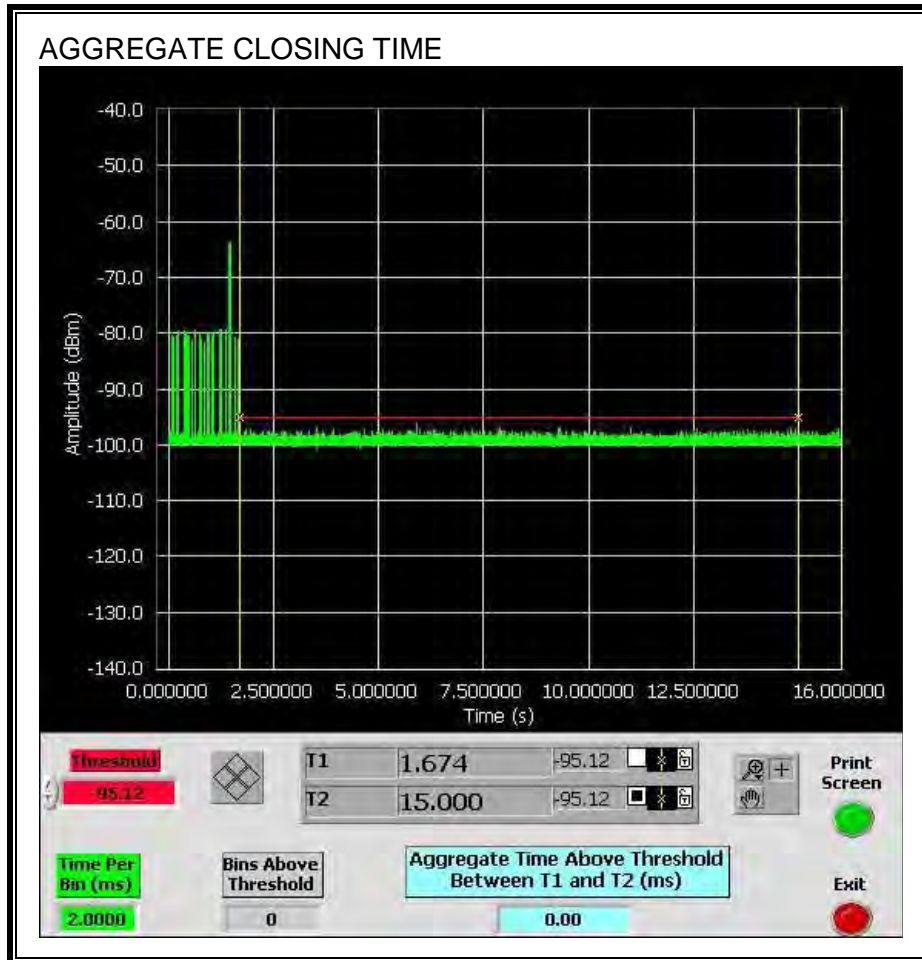 AGGREGATE CLOSING TIME
-40.0
-50.0
-60.0
-70.0
-80.0
-90.0
-100.0
-110.0
-120.0
-130.0
-140.0
Amplitude (dBm)
0.000000 2.500000 5.000000 7.500000 10.000000 12.500000 16.000000
Time (s)
Threshold
-95.12
T1 1.674 -95.12
T2 15.000 -95.12
Print
Screen
Time Per
Bin (ms)
2.0000
Bins Above
Threshold
0
Aggregate Time Above Threshold
Between T1 and T2 (ms)
0.00
Exit